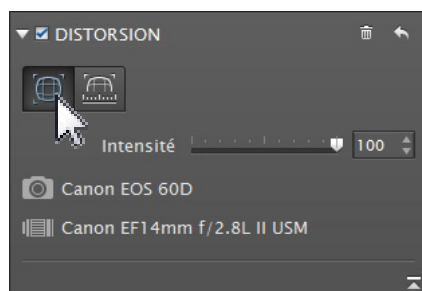 DISTORSION
Intensité 100
Canon EOS 60D
Canon EF14mm f/2.8L II USM